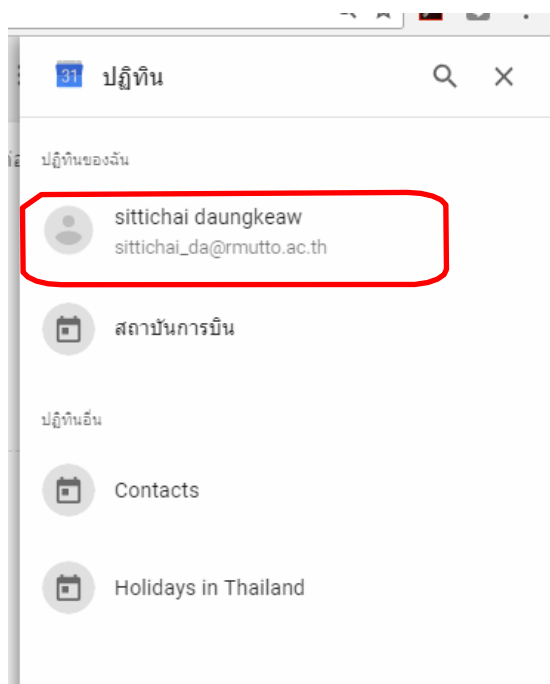 31 ปฏิทิน
ปฏิทินของฉัน
sittichai daungkeaw
sittichai_da@rmutto.ac.th
สถาบันการบิน
ปฏิทินอื่น
Contacts
Holidays in Thailand